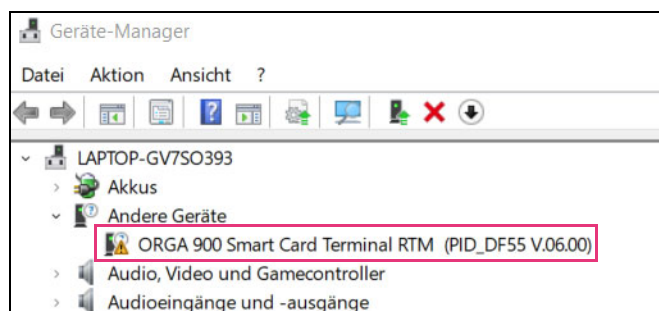 Geräte-Manager
Datei Aktion Ansicht ?
LAPTOP-GV7SO393
Akkus
Andere Geräte
ORGA 900 Smart Card Terminal RTM (PID_DF55 V.06.00)
Audio, Video und Gamecontroller
Audioeingänge und -ausgänge